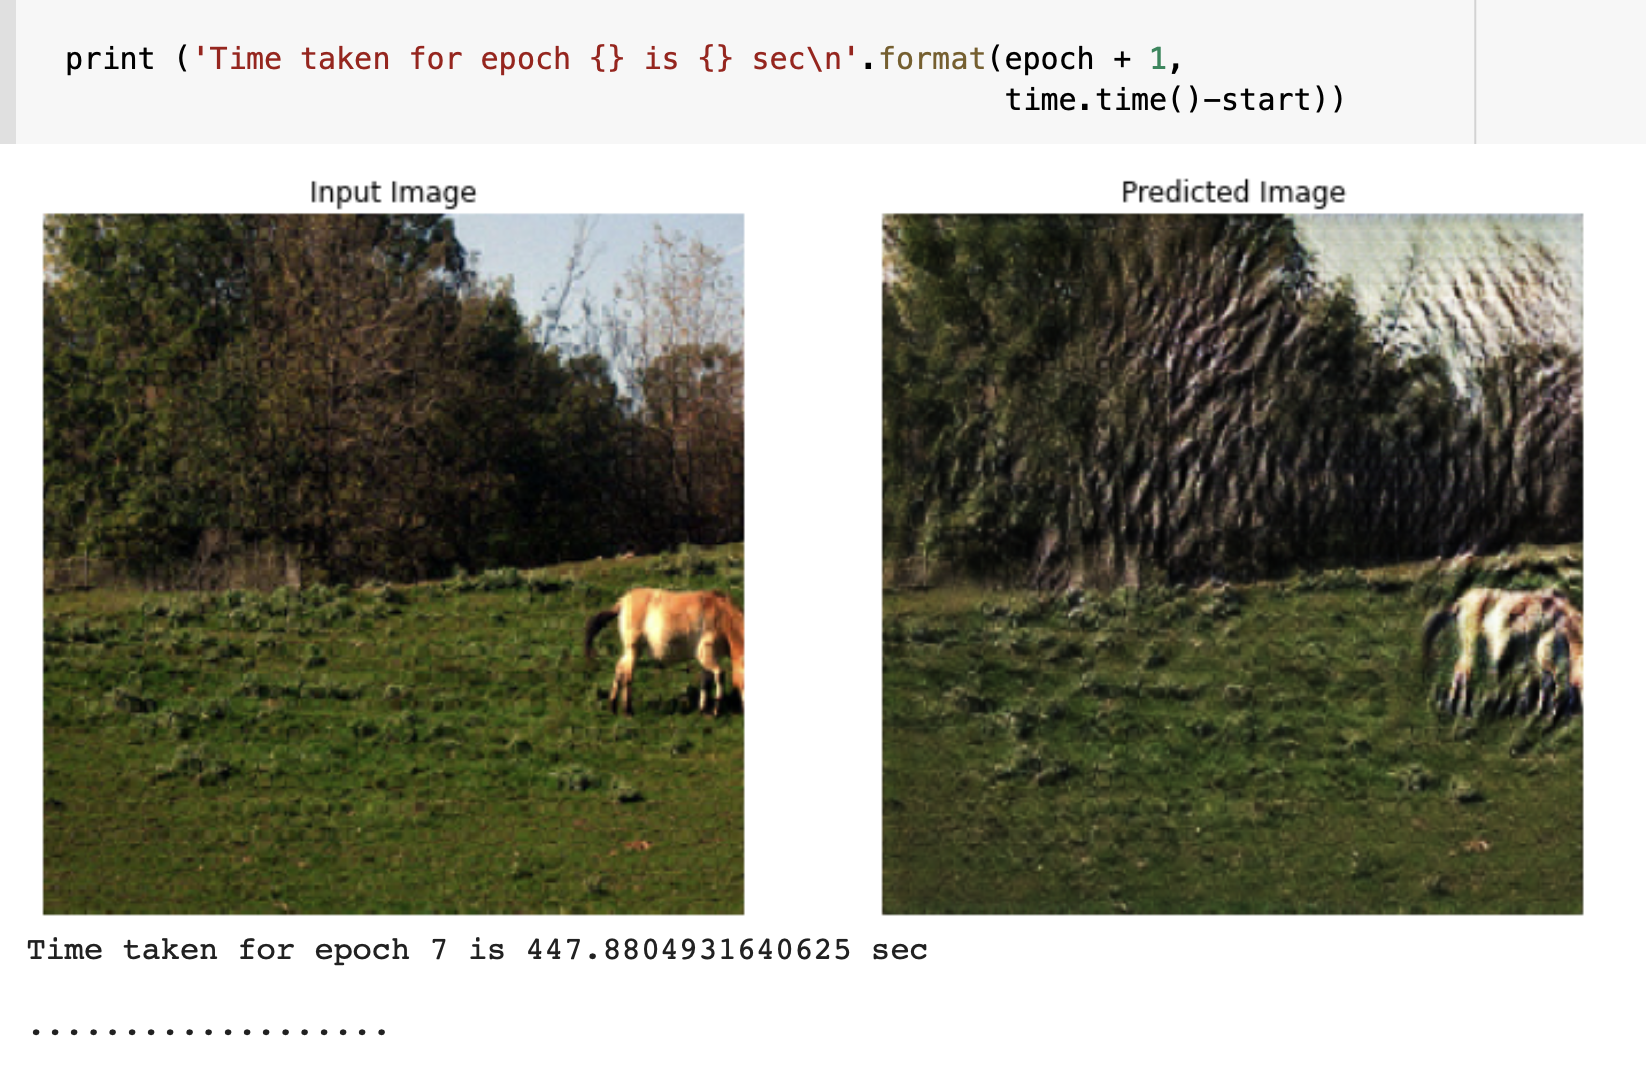 print ('Time taken for epoch {} is {} sec\n'.format(epoch + 1,
time.time()-start))
Input Image
Predicted Image
Time taken for epoch 7 is 447.8804931640625 sec
...................